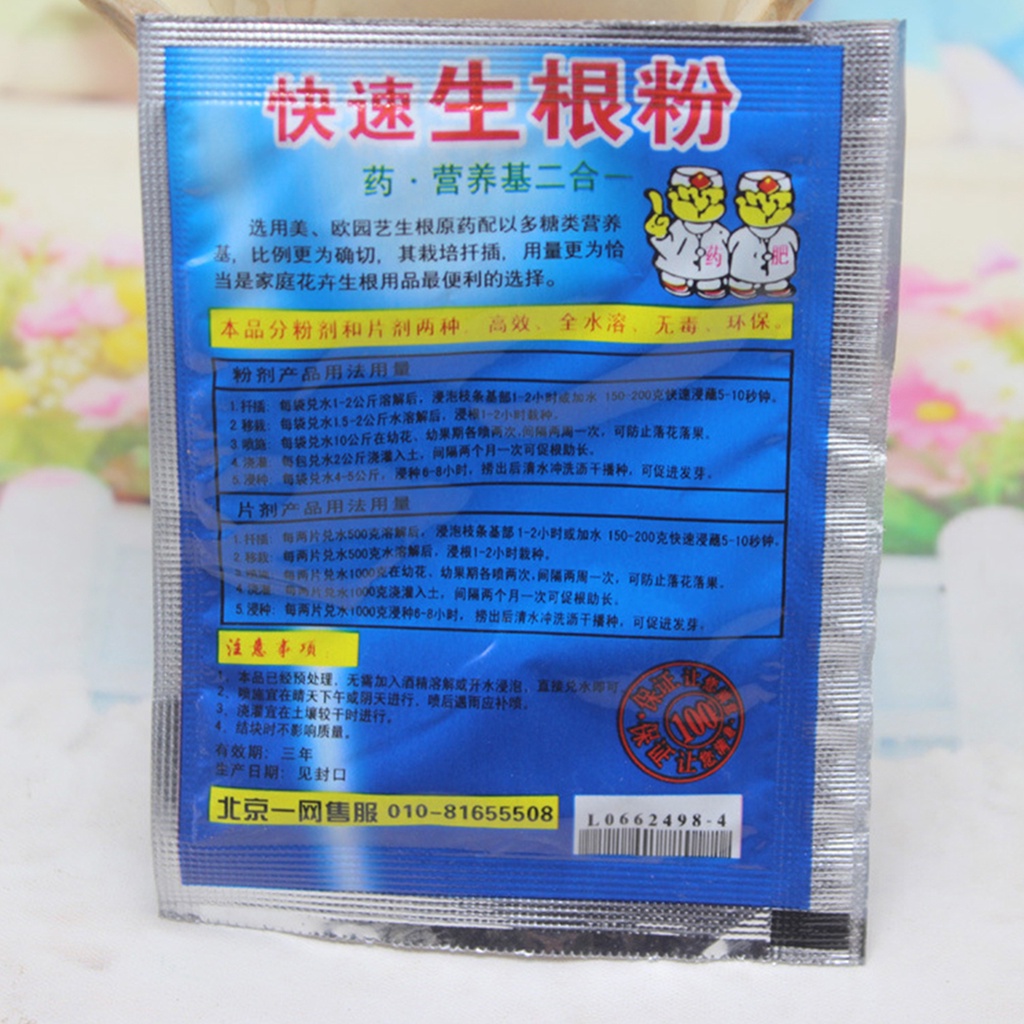 快速生根粉
药·营养基二合一
选用美、欧园艺生根原药配以多糖类营养
基，比例更为确切，其栽培扦插，用量更为恰
当是家庭花卉生根用品最便利的选择。
药 肥
本品分粉剂和片剂两种、高效、全水溶、无毒、环保。
粉剂产品用法用量
1.扦插：每袋兑水1-2公斤溶解后，浸泡枝条基部1-2小时或加水 150-200克快速浸蘸5-10秒钟。
2.移栽：每袋兑水1.5-2公斤水溶解后，浸根1-2小时栽种。
3.喷施：每袋兑水10公斤在幼花、幼果期各喷两次，间隔两周一次，可防止落花落果。
4.浇灌：每包兑水2公斤浇灌入土，间隔两个月一次可促根助长。
5.浸种：每袋兑水4-5公斤，浸种6-8小时，捞出后清水冲洗沥干播种，可促进发芽。
片剂产品用法用量
1.扦插：每两片兑水500克溶解后，浸泡枝条基部1-2小时或加水 150-200克快速浸蘸5-10秒钟。
2.移栽：每两片兑水500克水溶解后，浸根1-2小时栽种。
3.喷施：每两片兑水1000克在幼花、幼果期各喷两次，间隔两周一次，可防止落花落果。
4.浇灌：每两片兑水1000克浇灌入土，间隔两个月一次可促根助长。
5.浸种：每两片兑水1000克浸种6-8小时，捞出后清水冲洗沥干播种，可促进发芽。
注意事项
1、本品已经预处理，无需加入酒精溶解或开水浸泡，直接兑水即可
2、喷施宜在晴天下午或阴天进行，喷后遇雨应补喷。
3、浇灌宜在土壤较干时进行。
4、结块时不影响质量。
有效期：三年
生产日期：见封口
保证让您
100
北京一网售服 010-81655508
L0662498-4